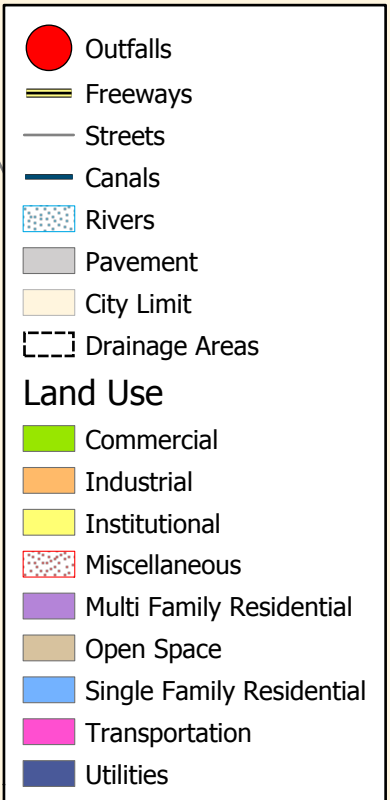 Outfalls
Freeways
Streets
Canals
Rivers
Pavement
City Limit
Drainage Areas
Land Use
Commercial
Industrial
Institutional
Miscellaneous
Multi Family Residential
Open Space
Single Family Residential
Transportation
Utilities